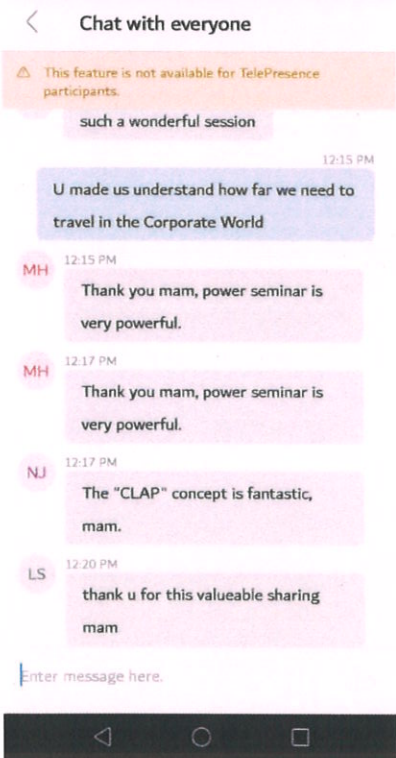 Chat with everyone
This feature is not available for TelePresence
participants.
such a wonderful session
12:15 PM
U made us understand how far we need to
travel in the Corporate World
MH
12:15 PM
Thank you mam, power seminar is
very powerful.
MH
12:17 PM
Thank you mam, power seminar is
very powerful.
NJ
12:17 PM
The "CLAP" concept is fantastic,
mam.
LS
12:20 PM
thank u for this valueable sharing
mam
Enter message here.